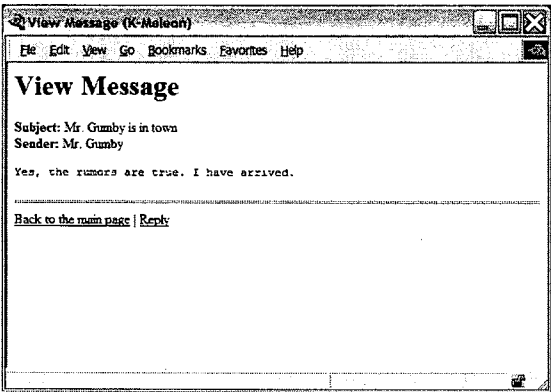 View Message (K-Meleon)
File Edit View Go Bookmarks Favorites Help
View Message
Subject: Mr. Gumby is in town
Sender: Mr. Gumby
Yes, the rumors are true. I have arrived.
Back to the main page | Reply